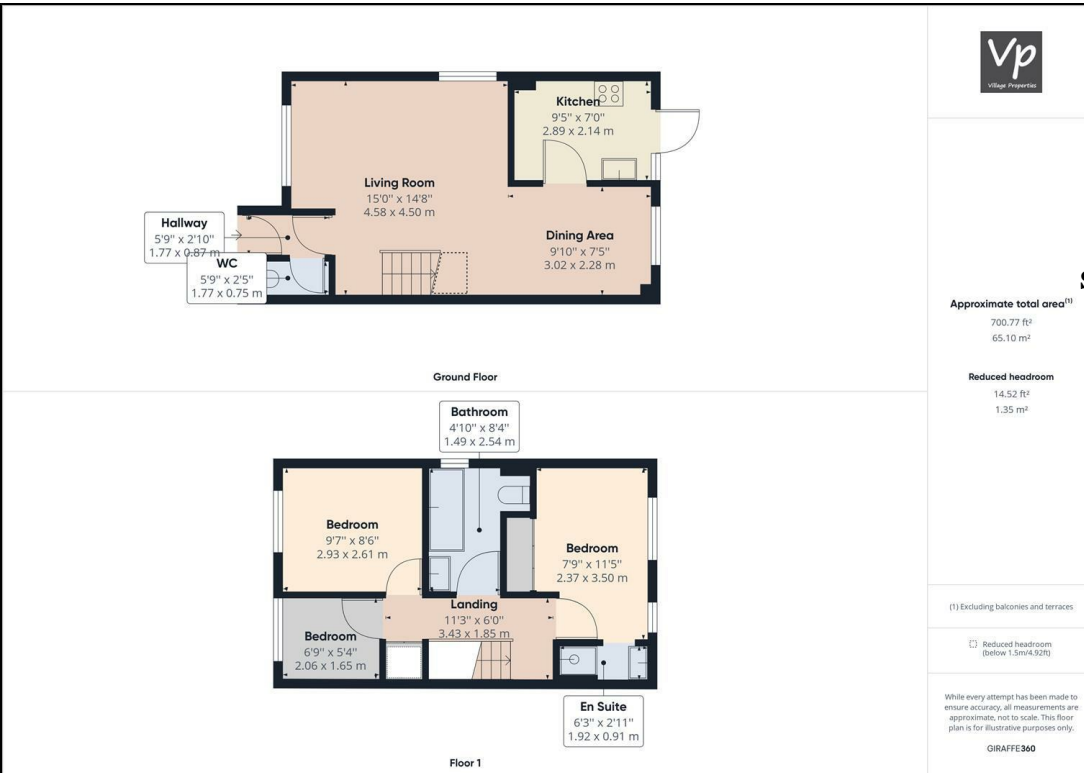 Kitchen
9'5" x 7'0"
2.89 x 2.14 m
Living Room
15'0" x 14'8"
4.58 x 4.50 m
Hallway
5'9" x 2'10"
1.77 x 0.87 m
WC
5'9" x 2'5"
1.77 x 0.75 m
Dining Area
9'10" x 7'5"
3.02 x 2.28 m
Ground Floor
Bathroom
4'10" x 8'4"
1.49 x 2.54 m
Bedroom
9'7" x 8'6"
2.93 x 2.61 m
Bedroom
7'9" x 11'5"
2.37 x 3.50 m
Landing
11'3" x 6'0"
3.43 x 1.85 m
Bedroom
6'9" x 5'4"
2.06 x 1.65 m
En Suite
6'3" x 2'11"
1.92 x 0.91 m
Floor 1
Vp
Village Properties
Approximate total area(1)
700.77 ft²
65.10 m²
Reduced headroom
14.52 ft²
1.35 m²
(1) Excluding balconies and terraces
Reduced headroom
(below 1.5m/4.92ft)
While every attempt has been made to
ensure accuracy, all measurements are
approximate, not to scale. This floor
plan is for illustrative purposes only.
GIRAFFE360